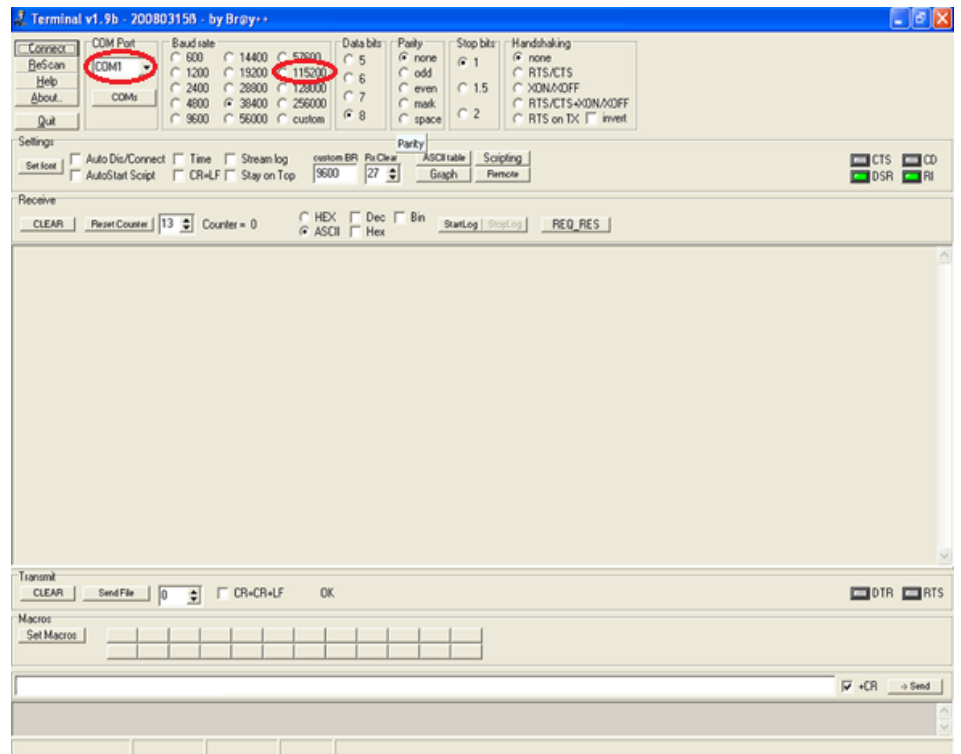 Terminal v1.9b - 20080315ß - by Br@y++
Connect
ReScan
Help
About..
Quit
COM Port
COM1
COMs
Baud rate
600 14400 57600
1200 19200 115200
2400 28800 128000
4800 38400 256000
9600 56000 custom
Data bits
5
6
7
8
Parity
none
odd
even
mark
space
Stop bits
1
1.5
2
Handshaking
none
RTS/CTS
XON/XOFF
RTS/CTS+XON/XOFF
RTS on TX invert
Parity
Settings
Set font
Auto Dis/Connect Time Stream log
AutoStart Script CR=LF Stay on Top
custom BR Rx Clear
9600 27
ASCII table Scripting
Graph Remote
CTS CD
DSR RI
Receive
CLEAR Reset Counter 13 Counter = 0
HEX Dec Bin
ASCII Hex
StartLog StopLog REQ_RES
Transmit
CLEAR Send File 0 CR=CR+LF OK
DTR RTS
Macros
Set Macros
+CR -> Send